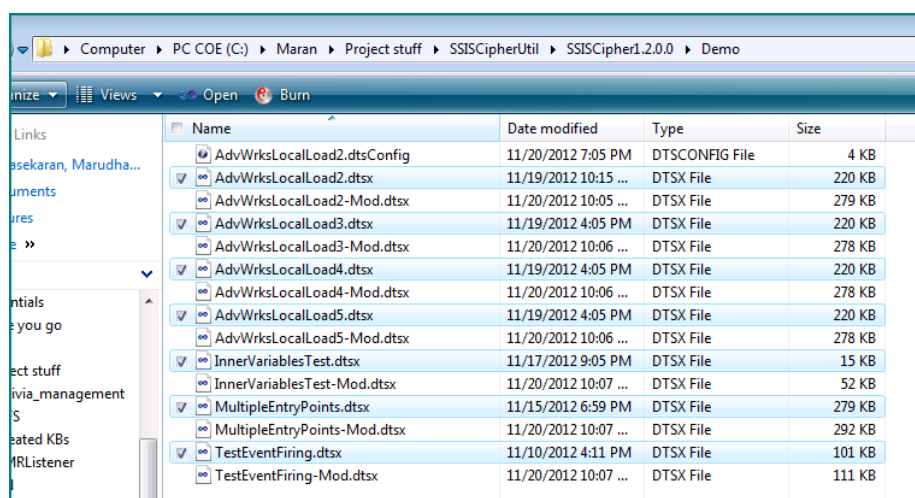 Computer ▸ PC COE (C:) ▸ Maran ▸ Project stuff ▸ SSISCipherUtil ▸ SSISCipher1.2.0.0 ▸ Demo
Views Open Burn
Links
Name Date modified Type Size
AdvWrksLocalLoad2.dtsConfig 11/20/2012 7:05 PM DTSCONFIG File 4 KB
asekaran, Marudha... AdvWrksLocalLoad2.dtsx 11/19/2012 10:15 ... DTSX File 220 KB
AdvWrksLocalLoad2-Mod.dtsx 11/20/2012 10:05 ... DTSX File 279 KB
AdvWrksLocalLoad3.dtsx 11/19/2012 4:05 PM DTSX File 220 KB
AdvWrksLocalLoad3-Mod.dtsx 11/20/2012 10:06 ... DTSX File 278 KB
AdvWrksLocalLoad4.dtsx 11/19/2012 4:05 PM DTSX File 220 KB
AdvWrksLocalLoad4-Mod.dtsx 11/20/2012 10:06 ... DTSX File 278 KB
AdvWrksLocalLoad5.dtsx 11/19/2012 4:05 PM DTSX File 220 KB
AdvWrksLocalLoad5-Mod.dtsx 11/20/2012 10:06 ... DTSX File 278 KB
InnerVariablesTest.dtsx 11/17/2012 9:05 PM DTSX File 15 KB
InnerVariablesTest-Mod.dtsx 11/20/2012 10:07 ... DTSX File 52 KB
MultipleEntryPoints.dtsx 11/15/2012 6:59 PM DTSX File 279 KB
MultipleEntryPoints-Mod.dtsx 11/20/2012 10:07 ... DTSX File 292 KB
TestEventFiring.dtsx 11/10/2012 4:11 PM DTSX File 101 KB
TestEventFiring-Mod.dtsx 11/20/2012 10:07 ... DTSX File 111 KB
uments
ures
e »
ntials
e you go
ect stuff
ivia_management
S
eated KBs
MRListener